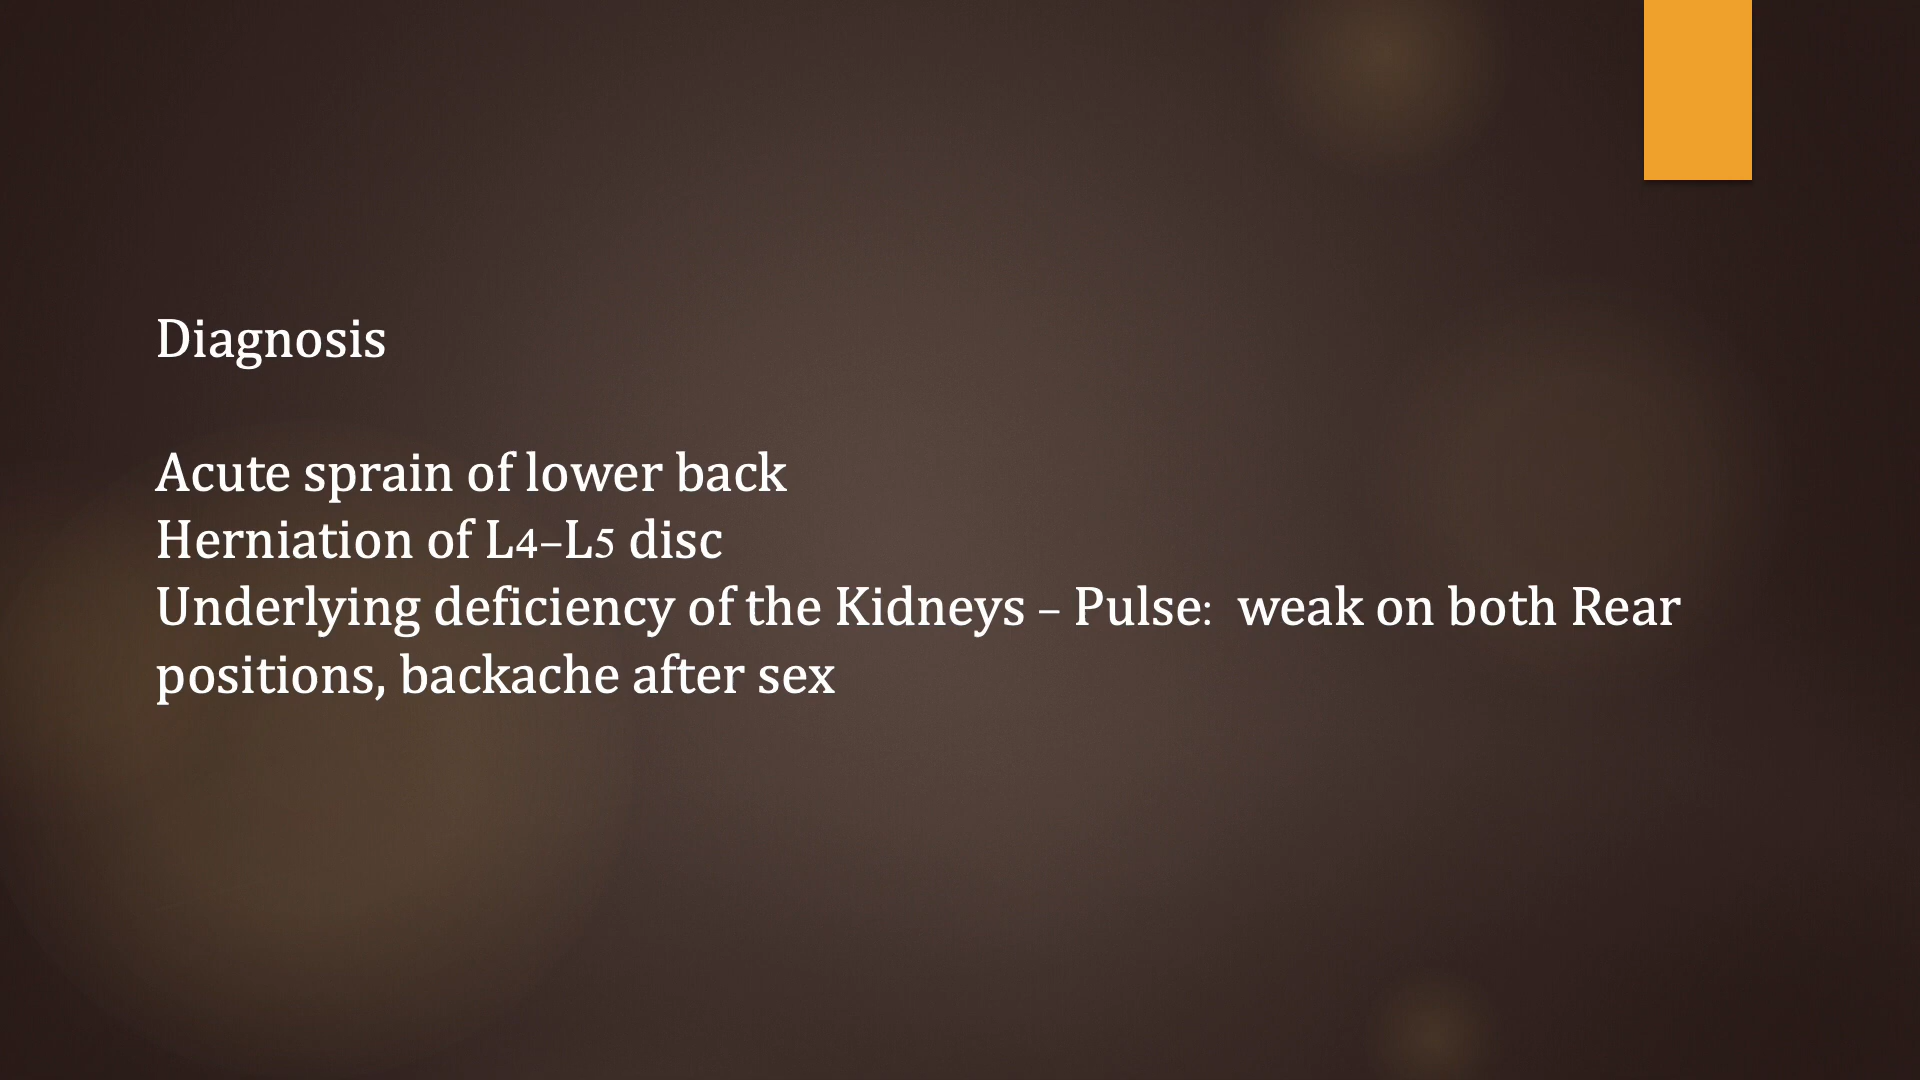 Diagnosis
Acute sprain of lower back
Herniation of L4–L5 disc
Underlying deficiency of the Kidneys – Pulse:  weak on both Rear
positions, backache after sex